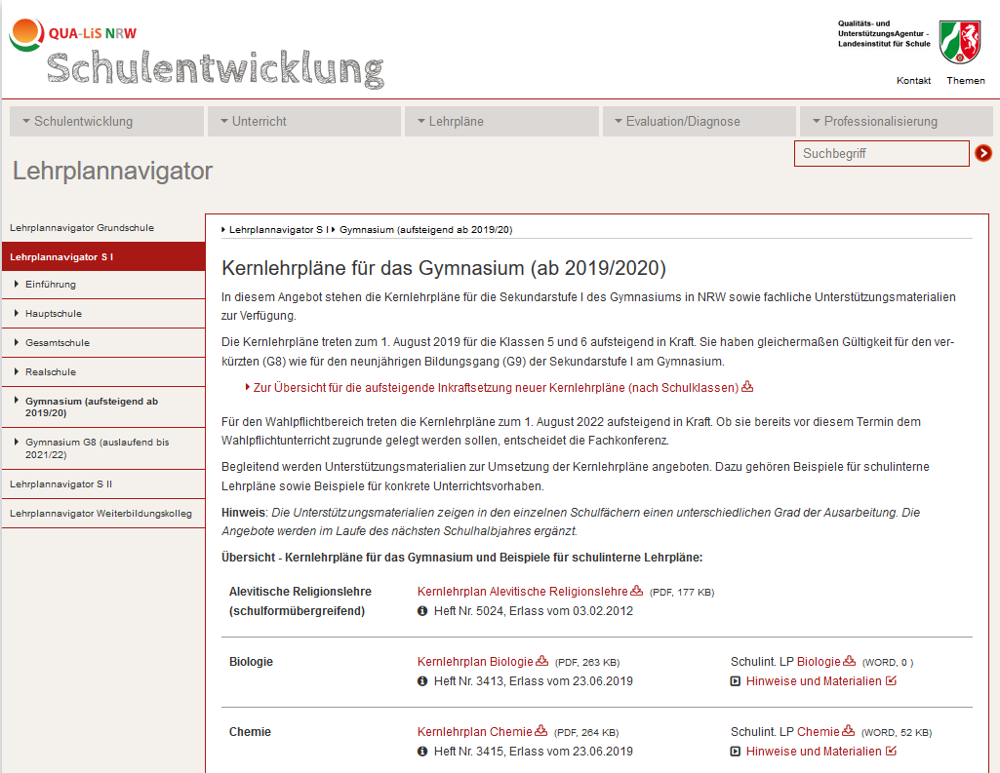 QUA-LiS NRW
Schulentwicklung
Qualitäts- und
UnterstützungsAgentur -
Landesinstitut für Schule
Kontakt Themen
Schulentwicklung Unterricht Lehrpläne Evaluation/Diagnose Professionalisierung
Suchbegriff
Lehrplannavigator
Lehrplannavigator Grundschule
Lehrplannavigator S I
Einführung
Hauptschule
Gesamtschule
Realschule
Gymnasium (aufsteigend ab
2019/20)
Gymnasium G8 (auslaufend bis
2021/22)
Lehrplannavigator S II
Lehrplannavigator Weiterbildungskolleg
Lehrplannavigator S I Gymnasium (aufsteigend ab 2019/20)
Kernlehrpläne für das Gymnasium (ab 2019/2020)
In diesem Angebot stehen die Kernlehrpläne für die Sekundarstufe I des Gymnasiums in NRW sowie fachliche Unterstützungsmaterialien
zur Verfügung.
Die Kernlehrpläne treten zum 1. August 2019 für die Klassen 5 und 6 aufsteigend in Kraft. Sie haben gleichermaßen Gültigkeit für den ver-
kürzten (G8) wie für den neunjährigen Bildungsgang (G9) der Sekundarstufe I am Gymnasium.
Zur Übersicht für die aufsteigende Inkraftsetzung neuer Kernlehrpläne (nach Schulklassen)
Für den Wahlpflichtbereich treten die Kernlehrpläne zum 1. August 2022 aufsteigend in Kraft. Ob sie bereits vor diesem Termin dem
Wahlpflichtunterricht zugrunde gelegt werden sollen, entscheidet die Fachkonferenz.
Begleitend werden Unterstützungsmaterialien zur Umsetzung der Kernlehrpläne angeboten. Dazu gehören Beispiele für schulinterne
Lehrpläne sowie Beispiele für konkrete Unterrichtsvorhaben.
Hinweis: Die Unterstützungsmaterialien zeigen in den einzelnen Schulfächern einen unterschiedlichen Grad der Ausarbeitung. Die
Angebote werden im Laufe des nächsten Schulhalbjahres ergänzt.
Übersicht - Kernlehrpläne für das Gymnasium und Beispiele für schulinterne Lehrpläne:
Alevitische Religionslehre Kernlehrplan Alevitische Religionslehre (PDF, 177 KB)
(schulformübergreifend) Heft Nr. 5024, Erlass vom 03.02.2012
Biologie Kernlehrplan Biologie (PDF, 263 KB) Schulint. LP Biologie (WORD, 0 )
Heft Nr. 3413, Erlass vom 23.06.2019 Hinweise und Materialien
Chemie Kernlehrplan Chemie (PDF, 264 KB) Schulint. LP Chemie (WORD, 52 KB)
Heft Nr. 3415, Erlass vom 23.06.2019 Hinweise und Materialien